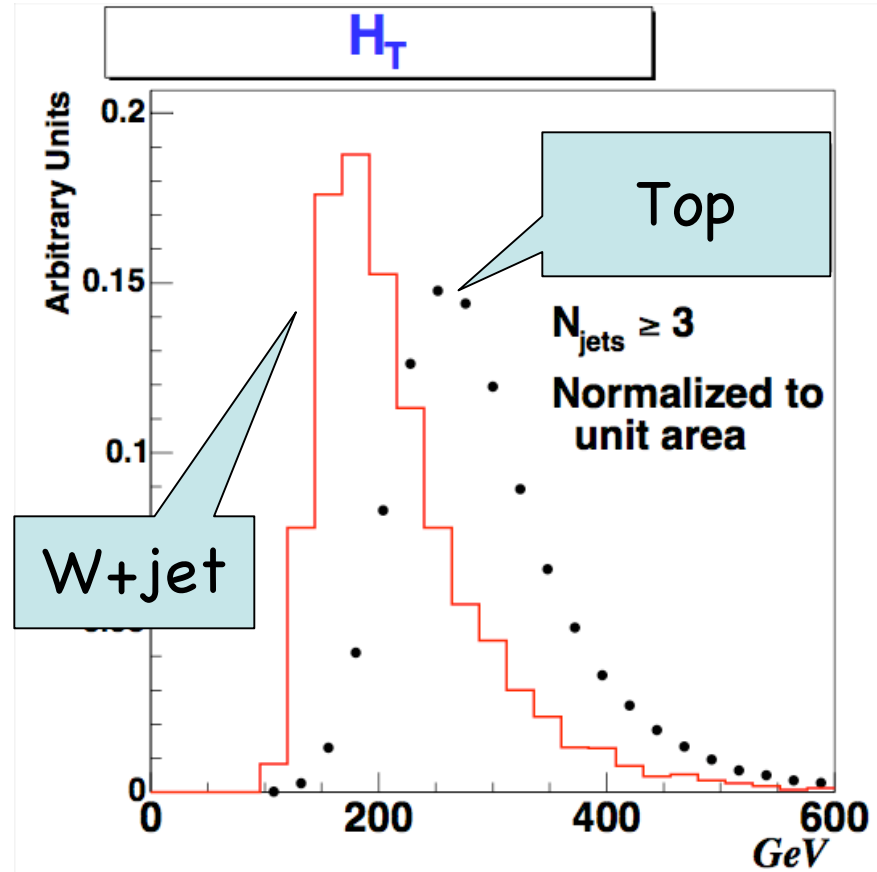 H_T
Arbitrary Units
0.2
0.15
0.1
0
Top
N_jets ≥ 3
Normalized to
unit area
W+jet
0 200 400 600
GeV